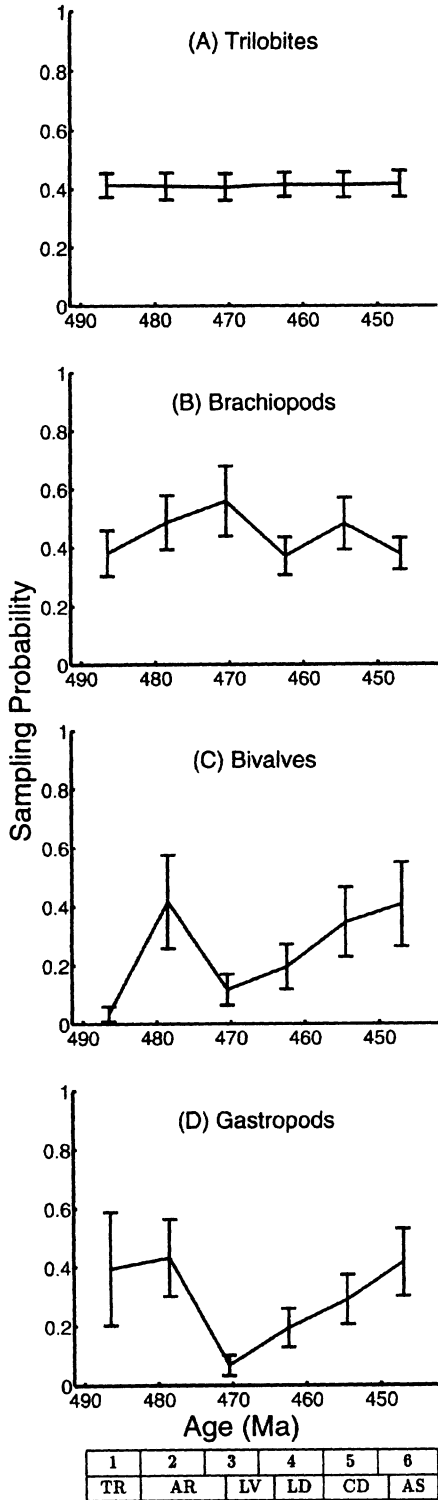 (A) Trilobites
1
0.8
0.6
0.4
0.2
0
490 480 470 460 450
(B) Brachiopods
1
0.8
0.6
0.4
0.2
0
490 480 470 460 450
Sampling Probability
(C) Bivalves
1
0.8
0.6
0.4
0.2
0
490 480 470 460 450
(D) Gastropods
1
0.8
0.6
0.4
0.2
0
490 480 470 460 450
Age (Ma)
1 2 3 4 5 6
TR AR LV LD CD AS